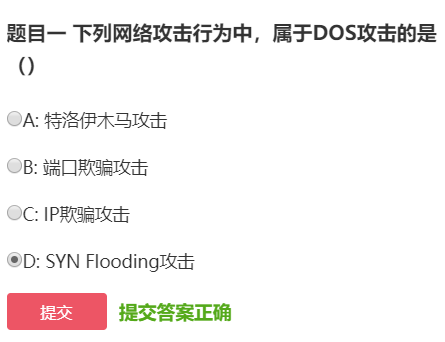 题目一 下列网络攻击行为中，属于DOS攻击的是
（）
A: 特洛伊木马攻击
B: 端口欺骗攻击
C: IP欺骗攻击
D: SYN Flooding攻击
提交 提交答案正确